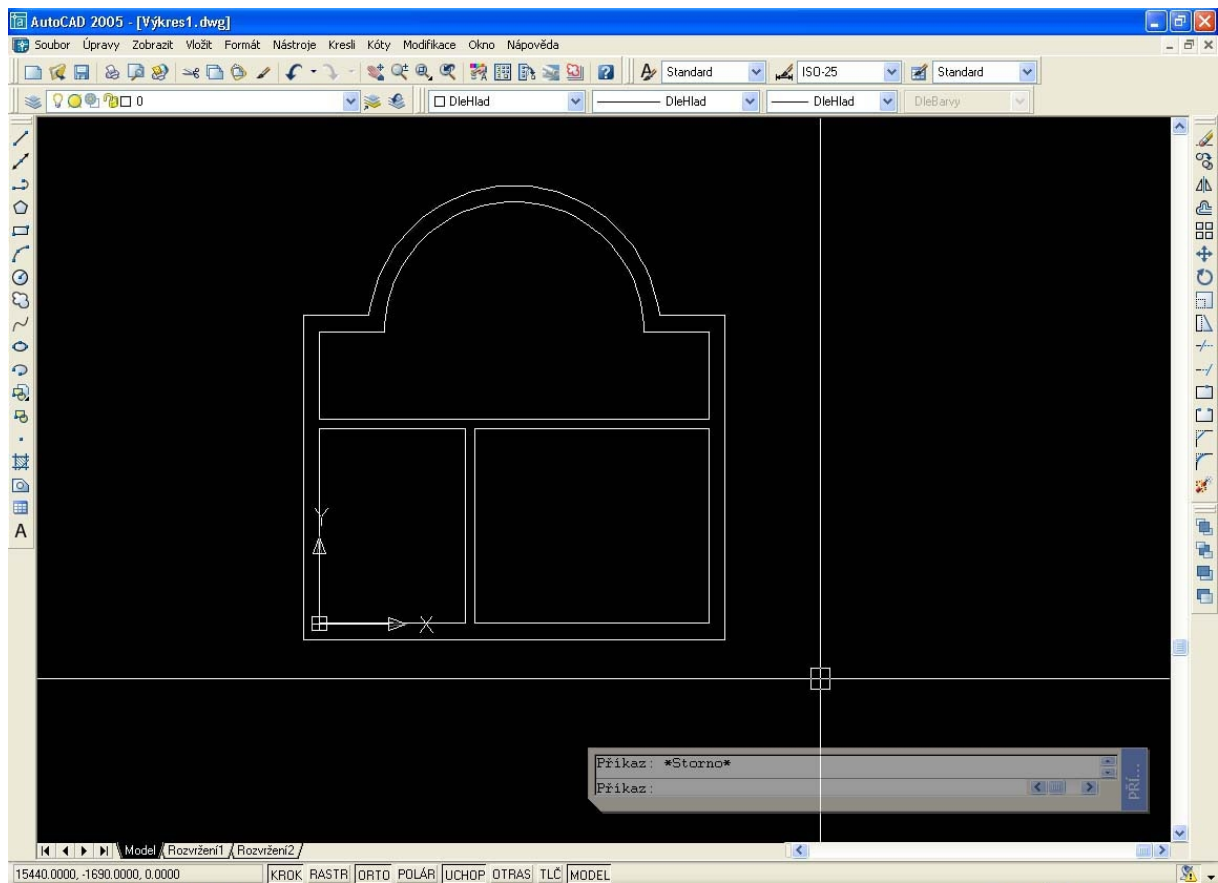 AutoCAD 2005 - [Výkres1.dwg]
Soubor Úpravy Zobrazit Vložit Formát Nástroje Kresli Kóty Modifikace Okno Nápověda
Standard ISO-25 Standard
0 DleHlad DleHlad DleHlad DleBarvy
A
Y
X
Příkaz: *Storno*
Příkaz:
PŘÍ...
Model Rozvržení1 Rozvržení2
15440.0000, -1690.0000, 0.0000 KROK RASTR ORTO POLÁR UCHOP OTRAS TLČ MODEL